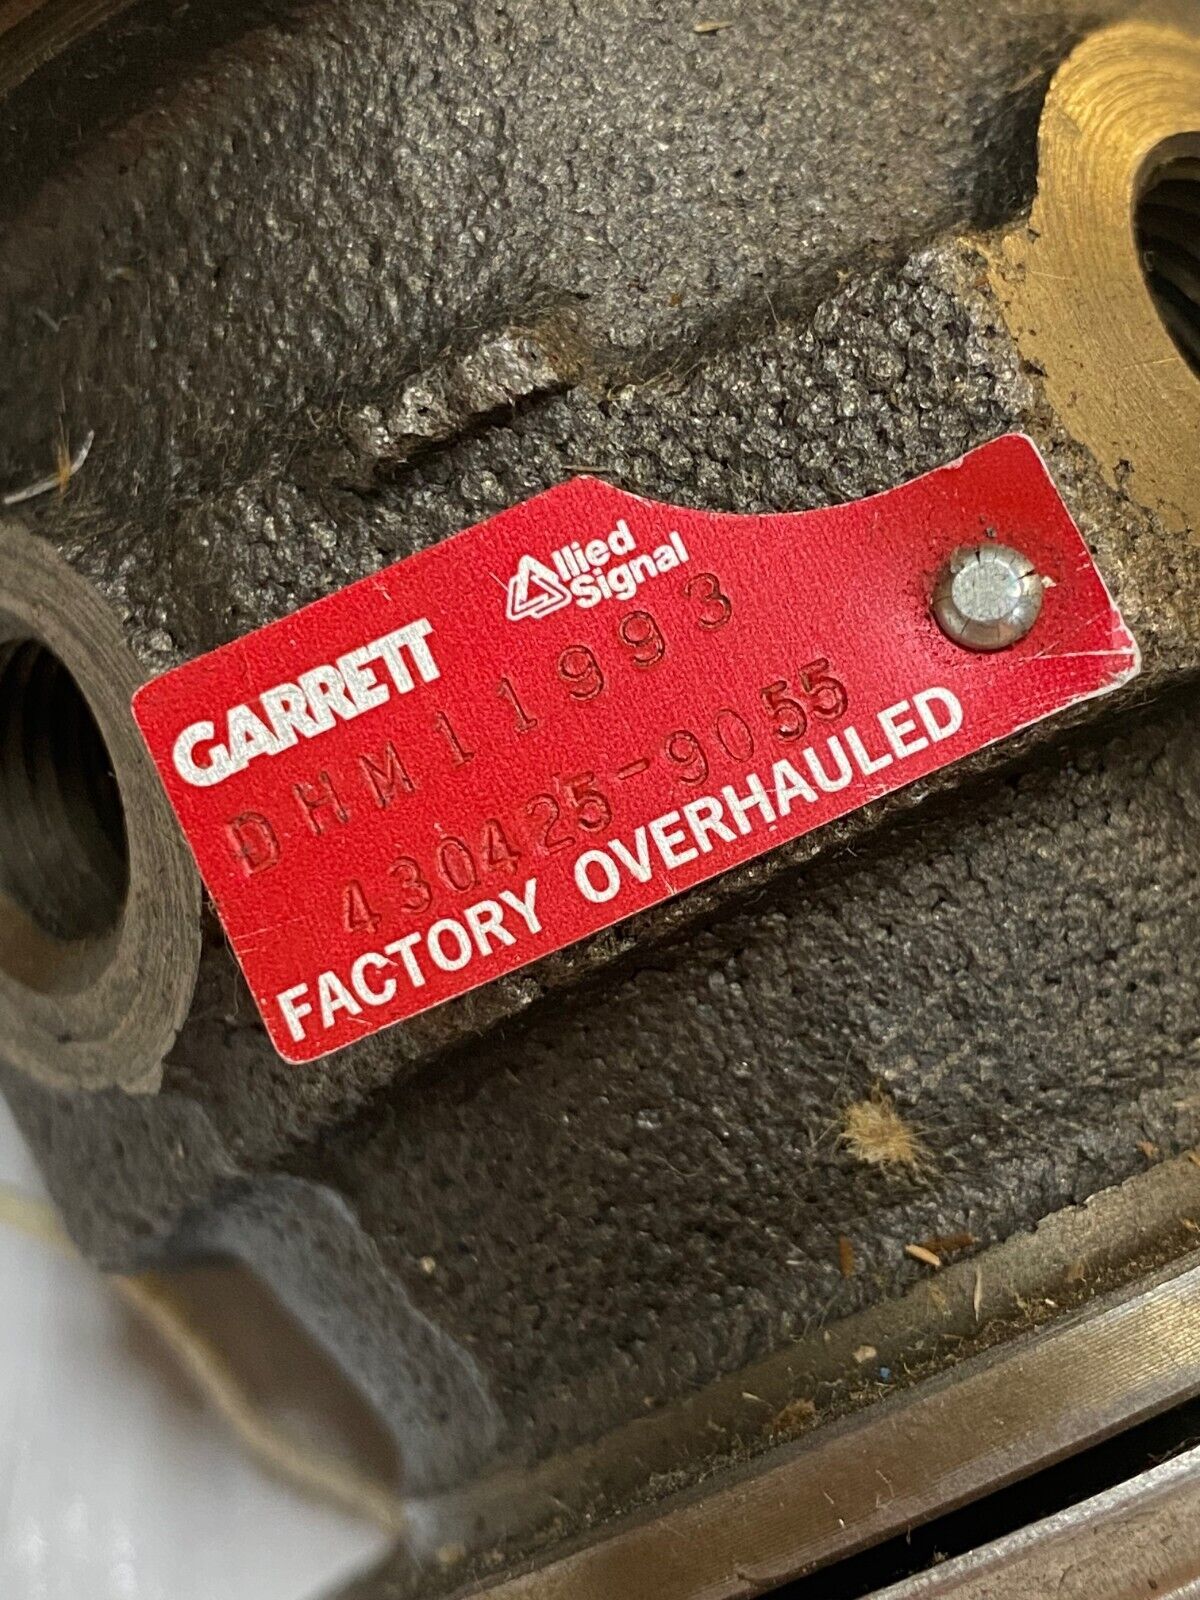 GARRETT
Allied
Signal
DHM11993
430425-9055
FACTORY OVERHAULED